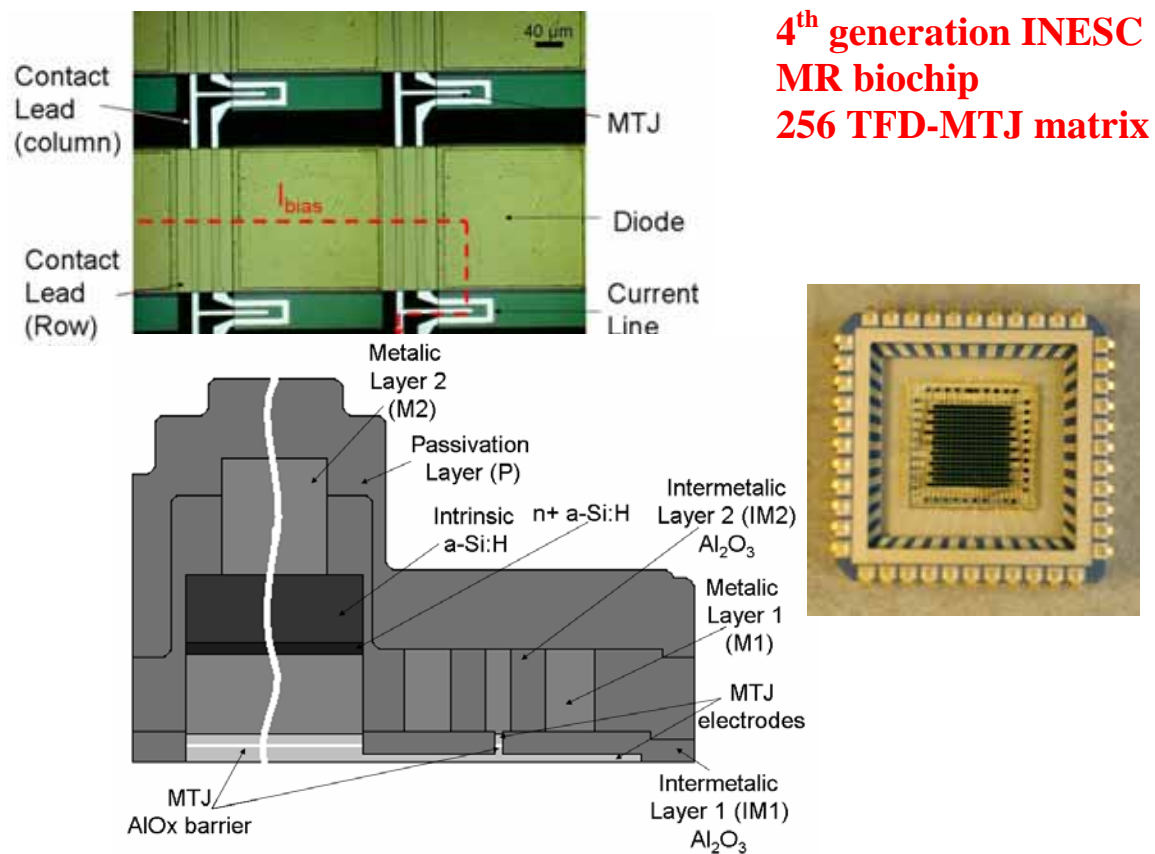 4th generation INESC
MR biochip
256 TFD-MTJ matrix
40 µm
Contact
Lead
(column)
MTJ
Ibias
Diode
Contact
Lead
(Row)
Current
Line
Metalic
Layer 2
(M2)
Passivation
Layer (P)
Intrinsic
a-Si:H
n+ a-Si:H
Intermetalic
Layer 2 (IM2)
Al2O3
Metalic
Layer 1
(M1)
MTJ
electrodes
MTJ
AlOx barrier
Intermetalic
Layer 1 (IM1)
Al2O3